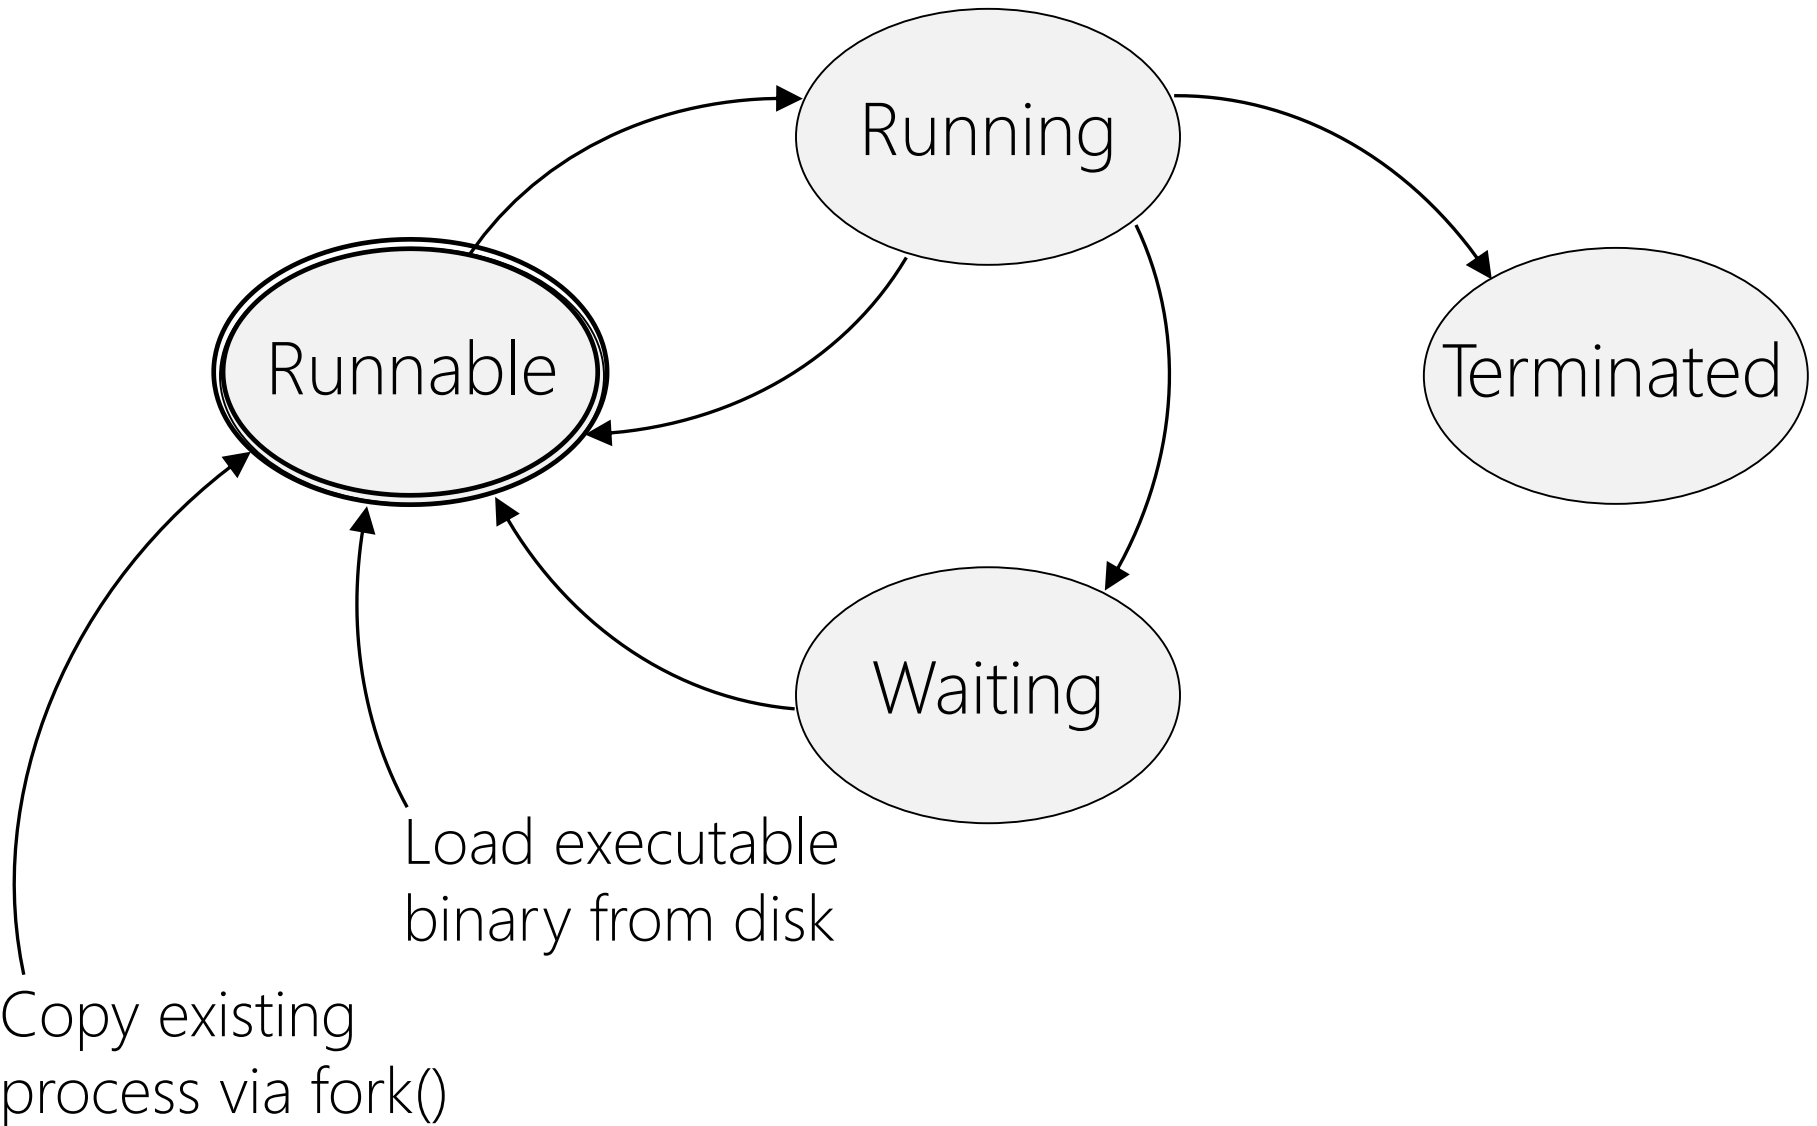 Running
Runnable
Terminated
Waiting
Load executable
binary from disk
Copy existing
process via fork()